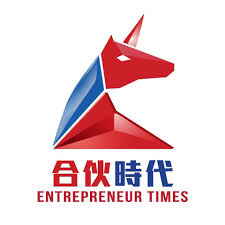 合伙時代
ENTREPRENEUR TIMES